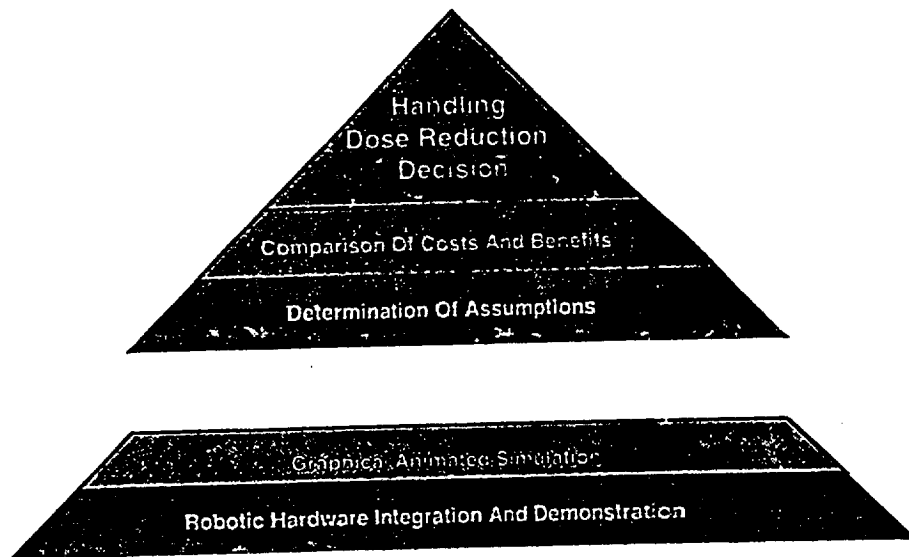 Handling
Dose Reduction
Decision
Comparison Of Costs And Benefits
Determination Of Assumptions
Graphical Animated Simulation
Robotic Hardware Integration And Demonstration